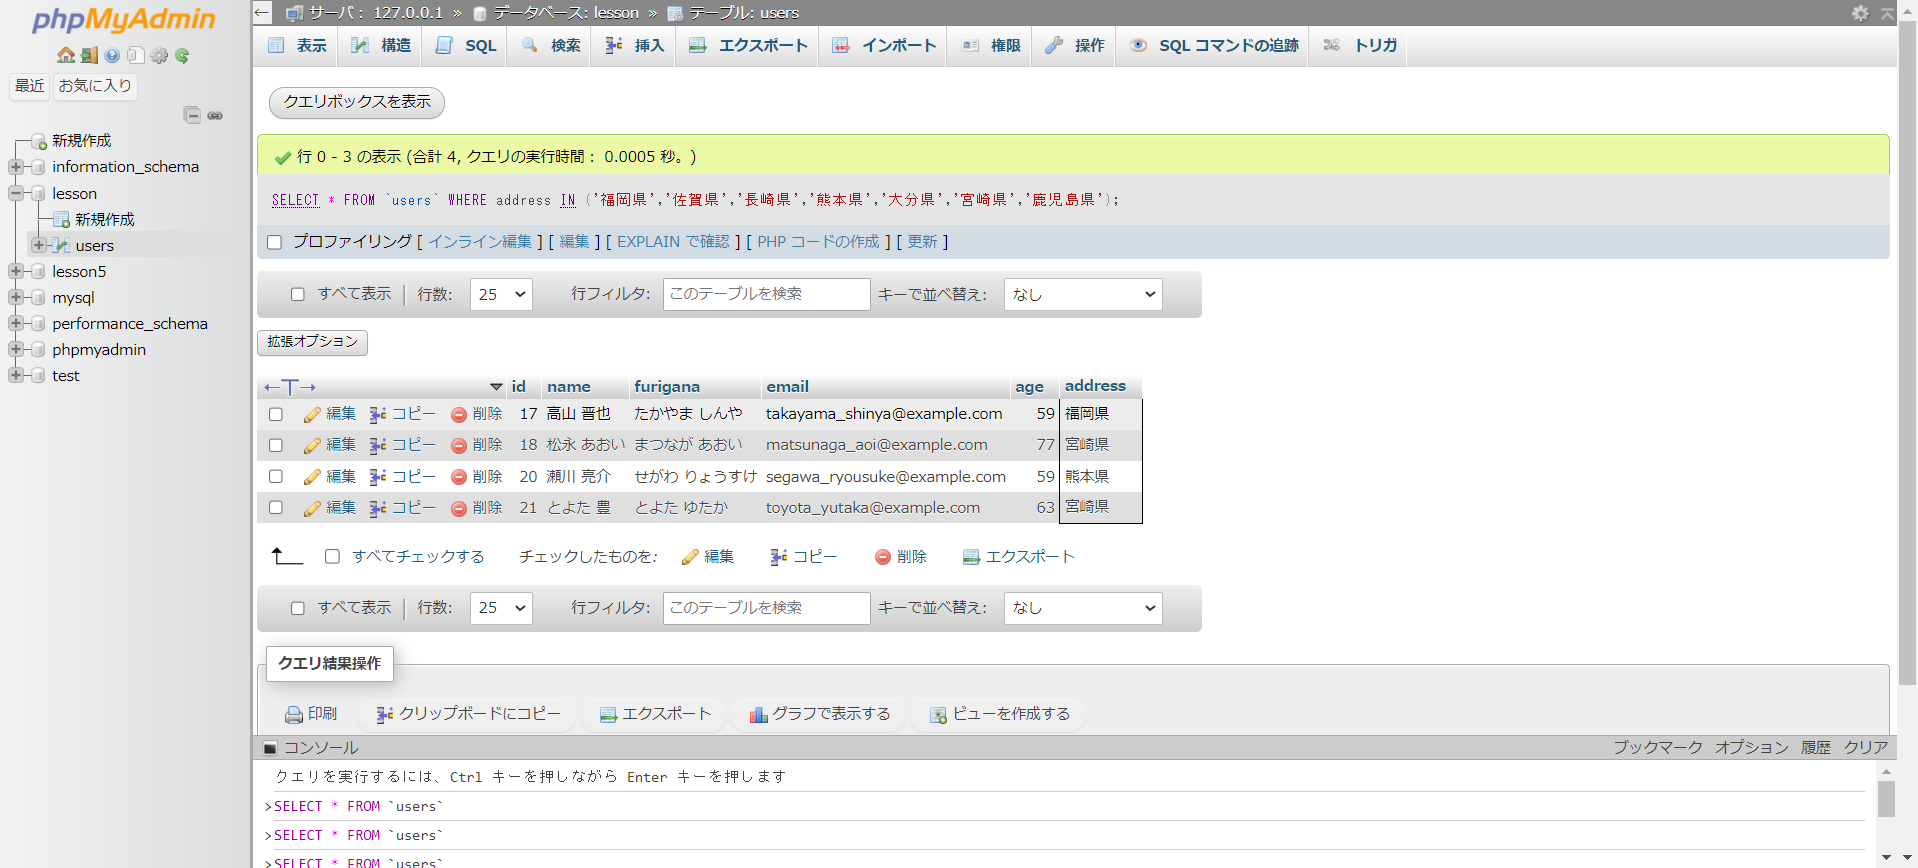 phpMyAdmin
最近 お気に入り
新規作成
information_schema
lesson
新規作成
users
lesson5
mysql
performance_schema
phpmyadmin
test
← サーバ: 127.0.0.1 » データベース: lesson » テーブル: users
表示 構造 SQL 検索 挿入 エクスポート インポート 権限 操作 SQL コマンドの追跡 トリガ
クエリボックスを表示
行 0 - 3 の表示 (合計 4, クエリの実行時間： 0.0005 秒。)
SELECT * FROM `users` WHERE address IN ('福岡県','佐賀県','長崎県','熊本県','大分県','宮崎県','鹿児島県');
プロファイリング [ インライン編集 ] [ 編集 ] [ EXPLAIN で確認 ] [ PHP コードの作成 ] [ 更新 ]
すべて表示 | 行数: 25 行フィルタ: このテーブルを検索 キーで並べ替え: なし
拡張オプション
←T→ id name furigana email age address
編集 コピー 削除 17 高山 晋也 たかやま しんや takayama_shinya@example.com 59 福岡県
編集 コピー 削除 18 松永 あおい まつなが あおい matsunaga_aoi@example.com 77 宮崎県
編集 コピー 削除 20 瀬川 亮介 せがわ りょうすけ segawa_ryousuke@example.com 59 熊本県
編集 コピー 削除 21 とよた 豊 とよた ゆたか toyota_yutaka@example.com 63 宮崎県
すべてチェックする チェックしたものを: 編集 コピー 削除 エクスポート
すべて表示 | 行数: 25 行フィルタ: このテーブルを検索 キーで並べ替え: なし
クエリ結果操作
印刷 クリップボードにコピー エクスポート グラフで表示する ビューを作成する
コンソール ブックマーク オプション 履歴 クリア
クエリを実行するには、Ctrl キーを押しながら Enter キーを押します
>SELECT * FROM `users`
>SELECT * FROM `users`
>SELECT * FROM `users`